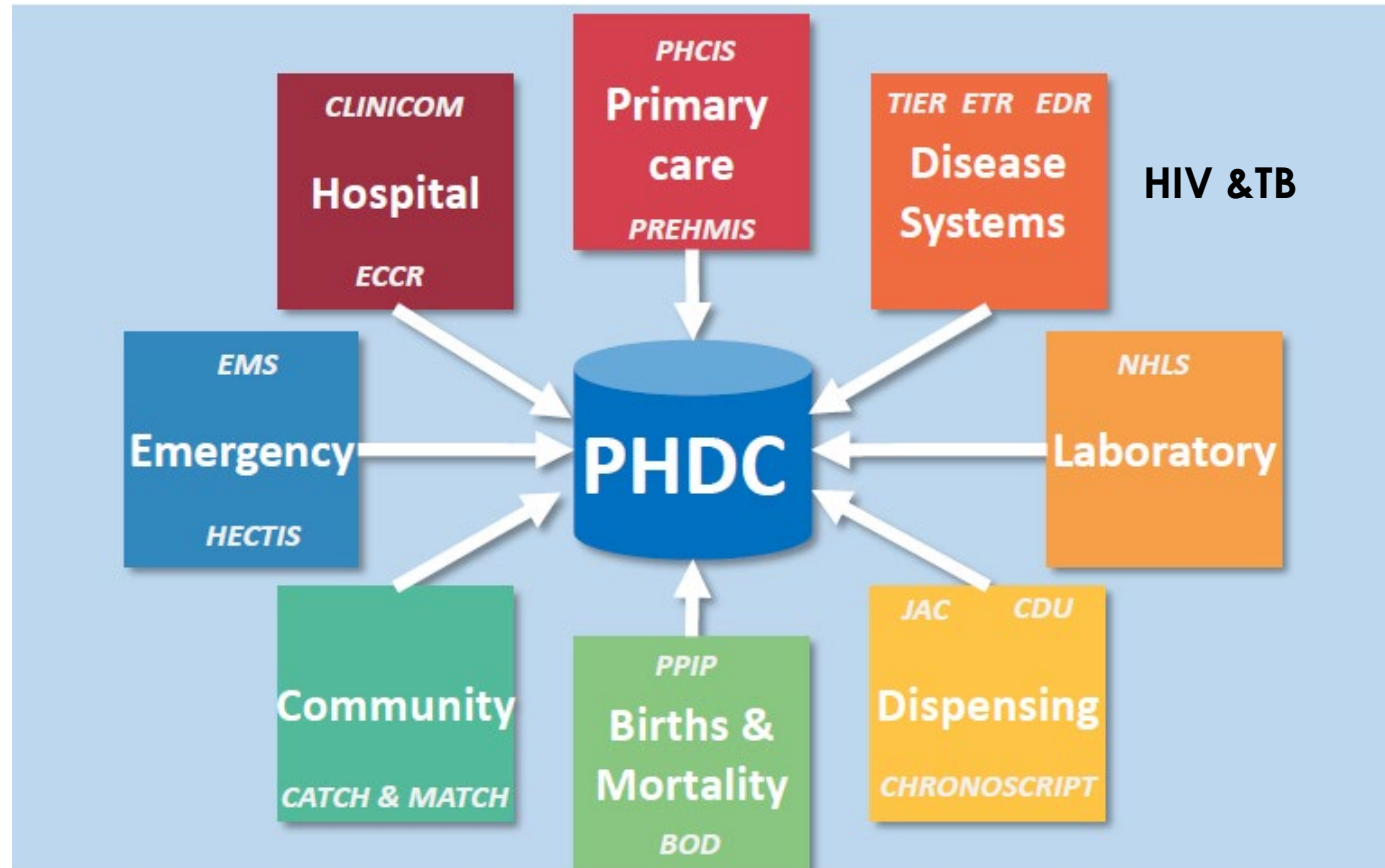 PHCIS
Primary
care
PREHMIS
CLINICOM
Hospital
ECCR
TIER ETR EDR
Disease
Systems
HIV &TB
EMS
Emergency
HECTIS
PHDC
NHLS
Laboratory
Community
CATCH & MATCH
PPIP
Births &
Mortality
BOD
JAC CDU
Dispensing
CHRONOSCRIPT